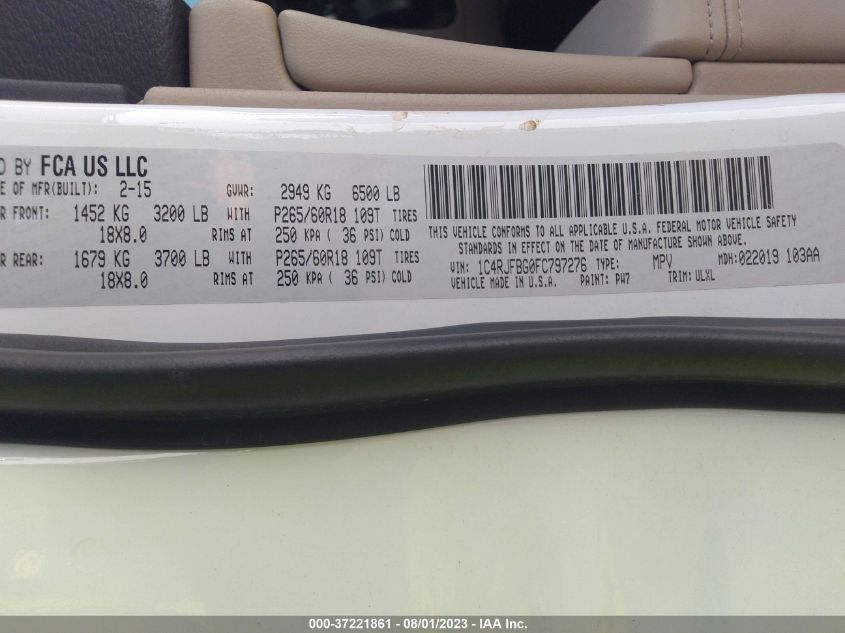 D BY FCA US LLC
E OF MFR(BUILT): 2-15 GVWR: 2949 KG 6500 LB
R FRONT: 1452 KG 3200 LB WITH P265/60R18 109T TIRES
18X8.0 RIMS AT 250 KPA ( 36 PSI) COLD
R REAR: 1679 KG 3700 LB WITH P265/60R18 109T TIRES
18X8.0 RIMS AT 250 KPA ( 36 PSI) COLD
THIS VEHICLE CONFORMS TO ALL APPLICABLE U.S.A. FEDERAL MOTOR VEHICLE SAFETY
STANDARDS IN EFFECT ON THE DATE OF MANUFACTURE SHOWN ABOVE.
VIN: 1C4RJFBG0FC797276 TYPE: MPV MDH:022019 103AA
VEHICLE MADE IN U.S.A. PAINT: PW7 TRIM: ULXL
000-37221861 - 08/01/2023 - IAA Inc.